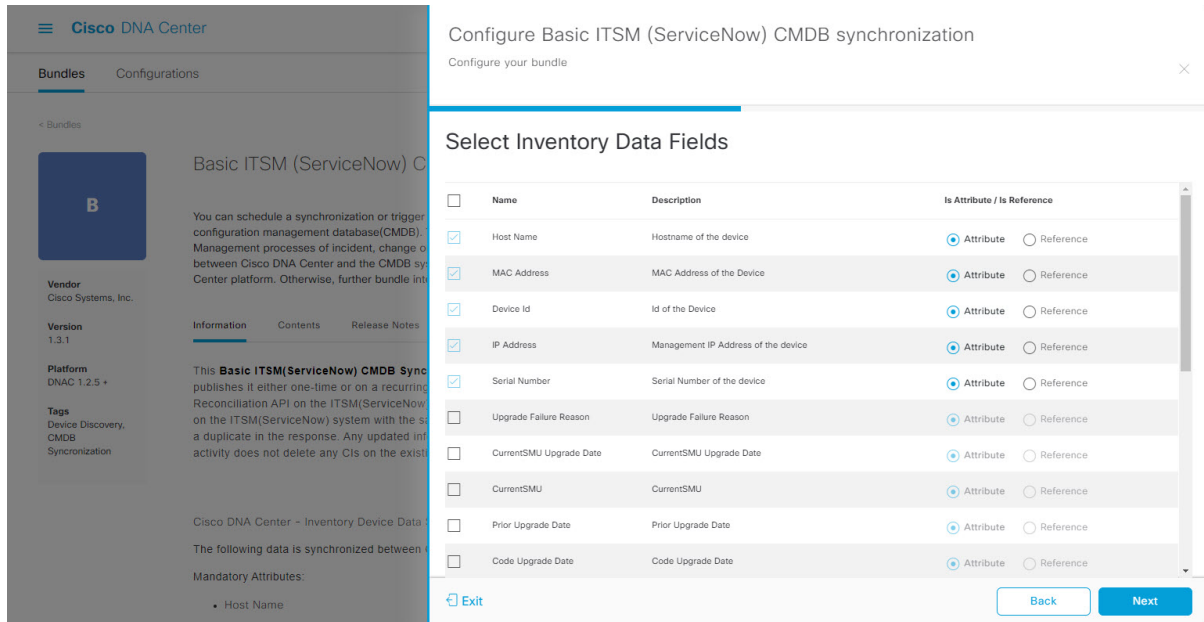 Cisco DNA Center
Bundles Configurations
< Bundles
B
Vendor
Cisco Systems, Inc.
Version
1.3.1
Platform
DNAC 1.2.5 +
Tags
Device Discovery,
CMDB
Syncronization
Basic ITSM (ServiceNow) C
You can schedule a synchronization or trigger
configuration management database(CMDB).
Management processes of incident, change o
between Cisco DNA Center and the CMDB sy
Center platform. Otherwise, further bundle int
Information Contents Release Notes
This Basic ITSM(ServiceNow) CMDB Sync
publishes it either one-time or on a recurring
Reconciliation API on the ITSM(ServiceNow
on the ITSM(ServiceNow) system with the sa
a duplicate in the response. Any updated inf
activity does not delete any CIs on the existi
Cisco DNA Center - Inventory Device Data
The following data is synchronized between
Mandatory Attributes:
• Host Name
Configure Basic ITSM (ServiceNow) CMDB synchronization
Configure your bundle
Select Inventory Data Fields
Name Description Is Attribute / Is Reference
Host Name Hostname of the device Attribute Reference
MAC Address MAC Address of the Device Attribute Reference
Device Id Id of the Device Attribute Reference
IP Address Management IP Address of the device Attribute Reference
Serial Number Serial Number of the device Attribute Reference
Upgrade Failure Reason Upgrade Failure Reason Attribute Reference
CurrentSMU Upgrade Date CurrentSMU Upgrade Date Attribute Reference
CurrentSMU CurrentSMU Attribute Reference
Prior Upgrade Date Prior Upgrade Date Attribute Reference
Code Upgrade Date Code Upgrade Date Attribute Reference
Exit Back Next